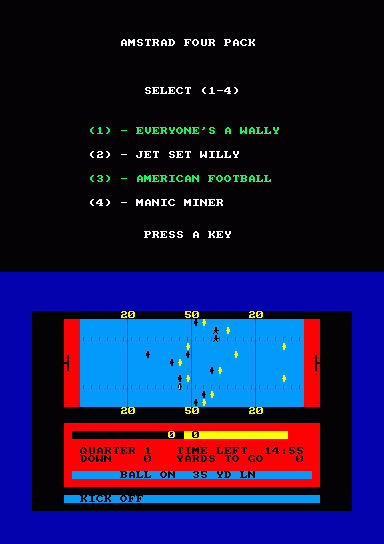 AMSTRAD FOUR PACK
SELECT (1-4)
(1) - EVERYONE'S A WALLY
(2) - JET SET WILLY
(3) - AMERICAN FOOTBALL
(4) - MANIC MINER
PRESS A KEY
20 50 20
20 50 20
0 0
QUARTER 1 TIME LEFT 14:55
DOWN 0 YARDS TO GO 0
BALL ON 35 YD LN
KICK OFF